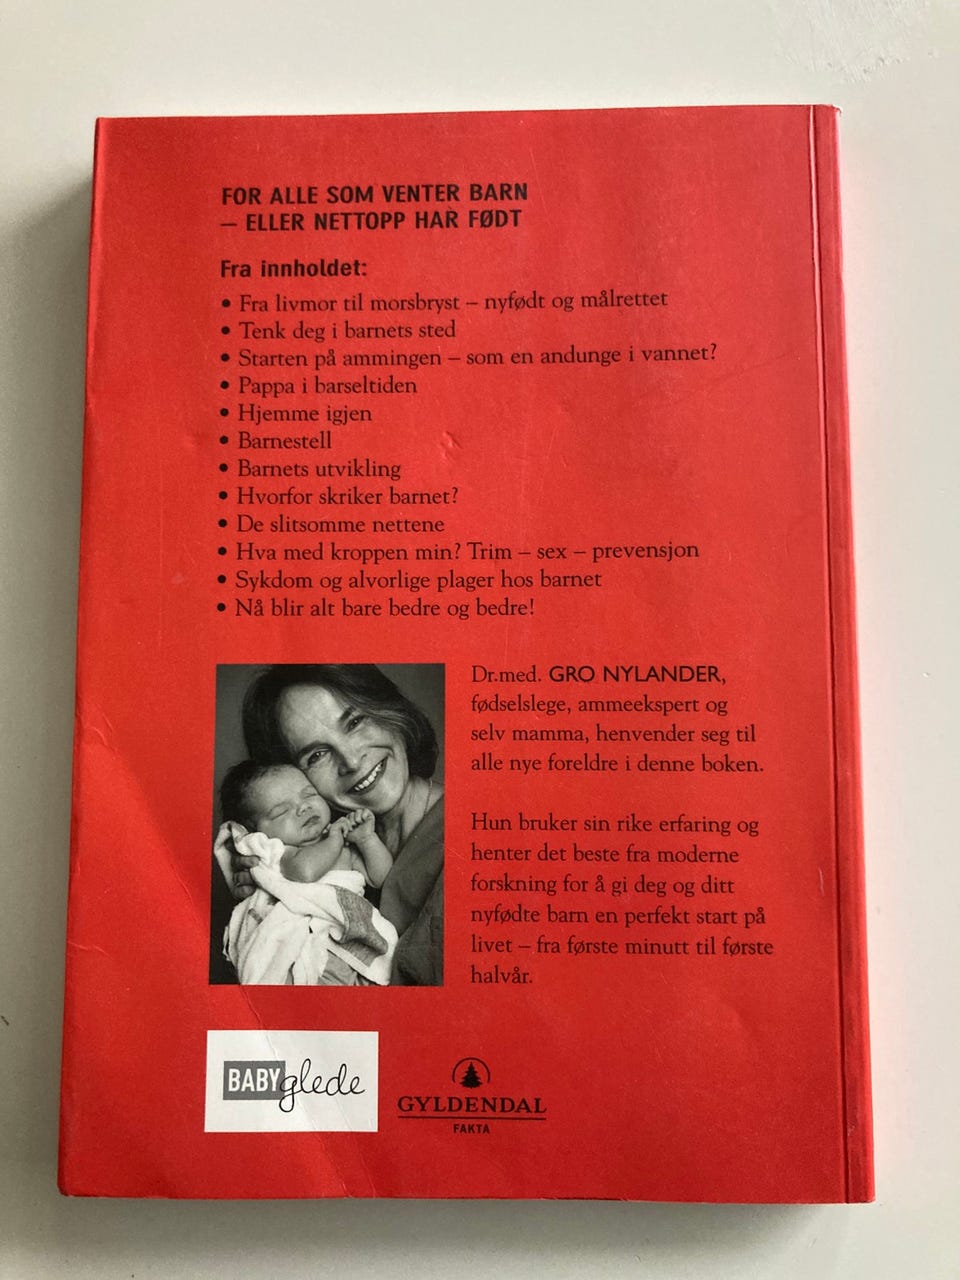 FOR ALLE SOM VENTER BARN
– ELLER NETTOPP HAR FØDT
Fra innholdet:
• Fra livmor til morsbryst – nyfødt og målrettet
• Tenk deg i barnets sted
• Starten på ammingen – som en andunge i vannet?
• Pappa i barseltiden
• Hjemme igjen
• Barnestell
• Barnets utvikling
• Hvorfor skriker barnet?
• De slitsomme nettene
• Hva med kroppen min? Trim – sex – prevensjon
• Sykdom og alvorlige plager hos barnet
• Nå blir alt bare bedre og bedre!
Dr.med. GRO NYLANDER,
fødselslege, ammeekspert og
selv mamma, henvender seg til
alle nye foreldre i denne boken.
Hun bruker sin rike erfaring og
henter det beste fra moderne
forskning for å gi deg og ditt
nyfødte barn en perfekt start på
livet – fra første minutt til første
halvår.
BABYglede
GYLDENDAL
FAKTA